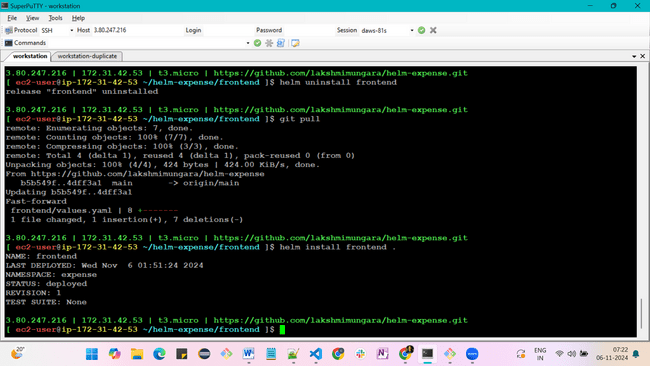 SuperPuTTY - workstation
File View Tools Help
Protocol SSH Host 3.80.247.216 Login Password Session daws-81s
Commands
workstation workstation-duplicate
3.80.247.216 | 172.31.42.53 | t3.micro | https://github.com/lakshmimungara/helm-expense.git
[ ec2-user@ip-172-31-42-53 ~/helm-expense/frontend ]$ helm uninstall frontend
release "frontend" uninstalled
3.80.247.216 | 172.31.42.53 | t3.micro | https://github.com/lakshmimungara/helm-expense.git
[ ec2-user@ip-172-31-42-53 ~/helm-expense/frontend ]$ git pull
remote: Enumerating objects: 7, done.
remote: Counting objects: 100% (7/7), done.
remote: Compressing objects: 100% (3/3), done.
remote: Total 4 (delta 1), reused 4 (delta 1), pack-reused 0 (from 0)
Unpacking objects: 100% (4/4), 424 bytes | 424.00 KiB/s, done.
From https://github.com/lakshmimungara/helm-expense
b5b549f..4dff3a1 main -> origin/main
Updating b5b549f..4dff3a1
Fast-forward
frontend/values.yaml | 8 +-------
1 file changed, 1 insertion(+), 7 deletions(-)
3.80.247.216 | 172.31.42.53 | t3.micro | https://github.com/lakshmimungara/helm-expense.git
[ ec2-user@ip-172-31-42-53 ~/helm-expense/frontend ]$ helm install frontend .
NAME: frontend
LAST DEPLOYED: Wed Nov  6 01:51:24 2024
NAMESPACE: expense
STATUS: deployed
REVISION: 1
TEST SUITE: None
3.80.247.216 | 172.31.42.53 | t3.micro | https://github.com/lakshmimungara/helm-expense.git
[ ec2-user@ip-172-31-42-53 ~/helm-expense/frontend ]$
20°
ENG
IN
07:22
06-11-2024